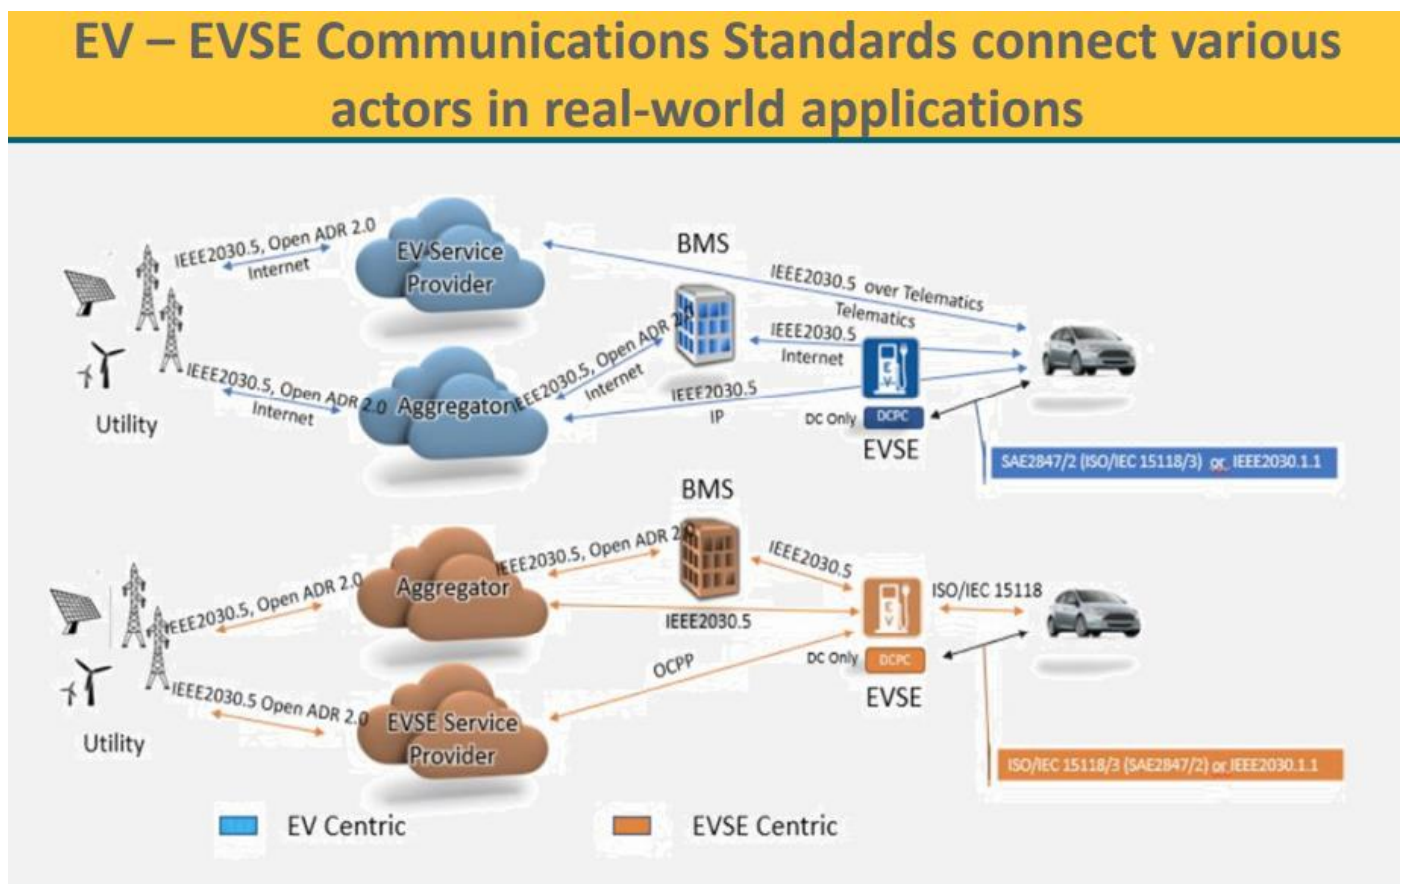 EV – EVSE Communications Standards connect various
actors in real-world applications
IEEE2030.5, Open ADR 2.0
Internet
EV Service
Provider
BMS
IEEE2030.5 over Telematics
Telematics
IEEE2030.5
Internet
IEEE2030.5, Open ADR
Internet
Utility
IEEE2030.5, Open ADR 2.0
Internet
Aggregator
IEEE2030.5
IP
E
V
DC Only
DCPC
EVSE
SAE2847/2 (ISO/IEC 15118/3) or IEEE2030.1.1
BMS
IEEE2030.5, Open ADR
IEEE2030.5
Aggregator
IEEE2030.5, Open ADR 2.0
IEEE2030.5
E
V
ISO/IEC 15118
DC Only
DCPC
EVSE
OCPP
IEEE2030.5 Open ADR 2.0
EVSE Service
Provider
Utility
ISO/IEC 15118/3 (SAE2847/2) or IEEE2030.1.1
EV Centric
EVSE Centric